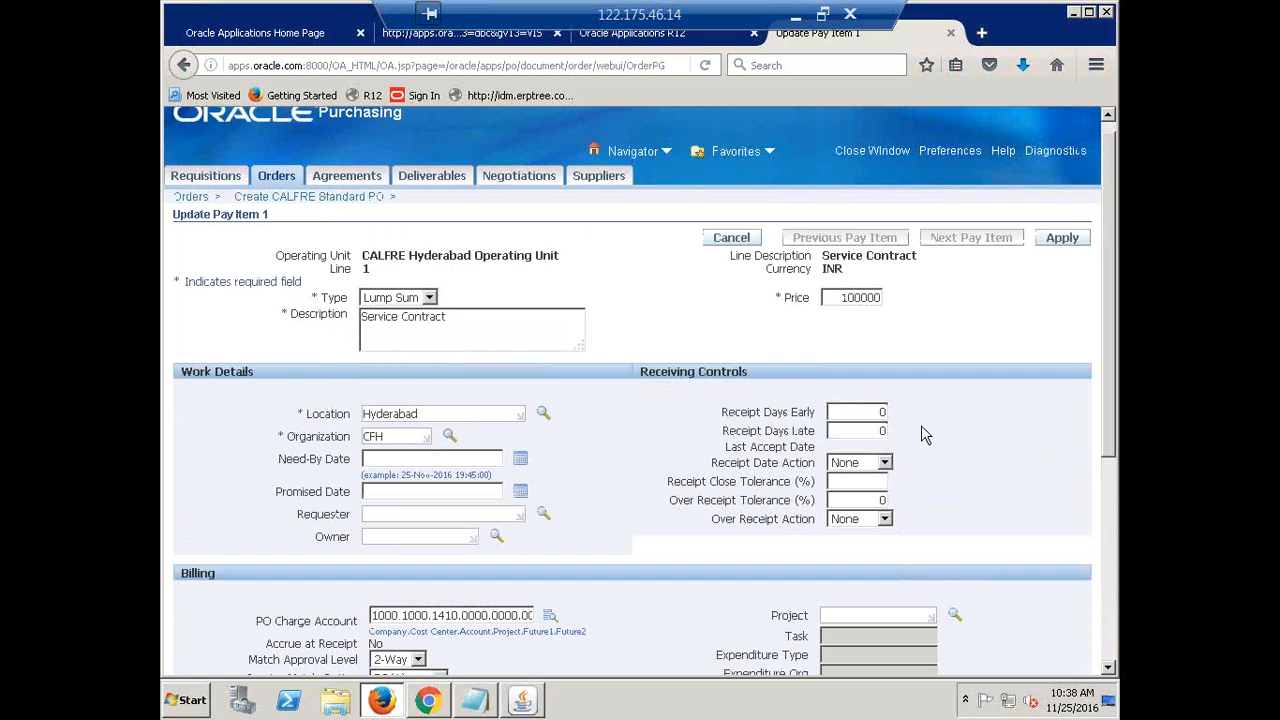 122.175.46.14
Oracle Applications Home Page
http://apps.ora...3=dbc&gv13=VIS
Oracle Applications R12
Update Pay Item 1
apps.oracle.com:8000/OA_HTML/OA.jsp?page=/oracle/apps/po/document/order/webui/OrderPG
Search
Most Visited Getting Started R12 Sign In http://idm.erptree.co...
ORACLE Purchasing
Navigator Favorites Close Window Preferences Help Diagnostics
Requisitions Orders Agreements Deliverables Negotiations Suppliers
Orders > Create CALFRE Standard PO >
Update Pay Item 1
Cancel Previous Pay Item Next Pay Item Apply
Operating Unit CALFRE Hyderabad Operating Unit
Line 1
Line Description Service Contract
Currency INR
* Indicates required field
* Type Lump Sum
* Price 100000
* Description Service Contract
Work Details
* Location Hyderabad
* Organization CFH
Need-By Date
(example: 25-Nov-2016 19:45:00)
Promised Date
Requester
Owner
Receiving Controls
Receipt Days Early 0
Receipt Days Late 0
Last Accept Date
Receipt Date Action None
Receipt Close Tolerance (%)
Over Receipt Tolerance (%) 0
Over Receipt Action None
Billing
PO Charge Account 1000.1000.1410.0000.0000.00
Company.Cost Center.Account.Project.Future1.Future2
Accrue at Receipt No
Match Approval Level 2-Way
Project
Task
Expenditure Type
Expenditure Org
Start
10:38 AM
11/25/2016